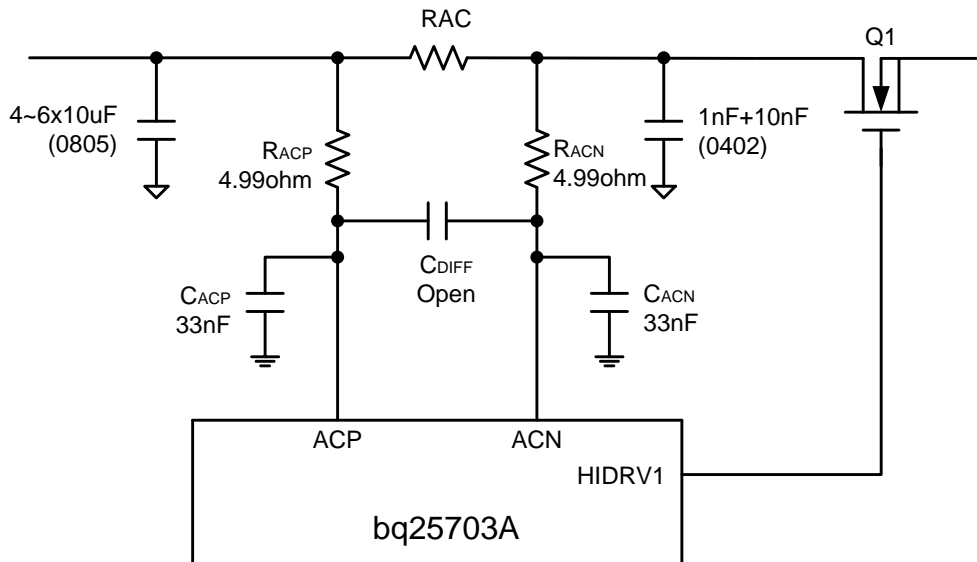 RAC
Q1
4~6x10uF
(0805)
1nF+10nF
(0402)
RACP
4.99ohm
RACN
4.99ohm
CDIFF
Open
CACP
33nF
CACN
33nF
ACP
ACN
HIDRV1
bq25703A